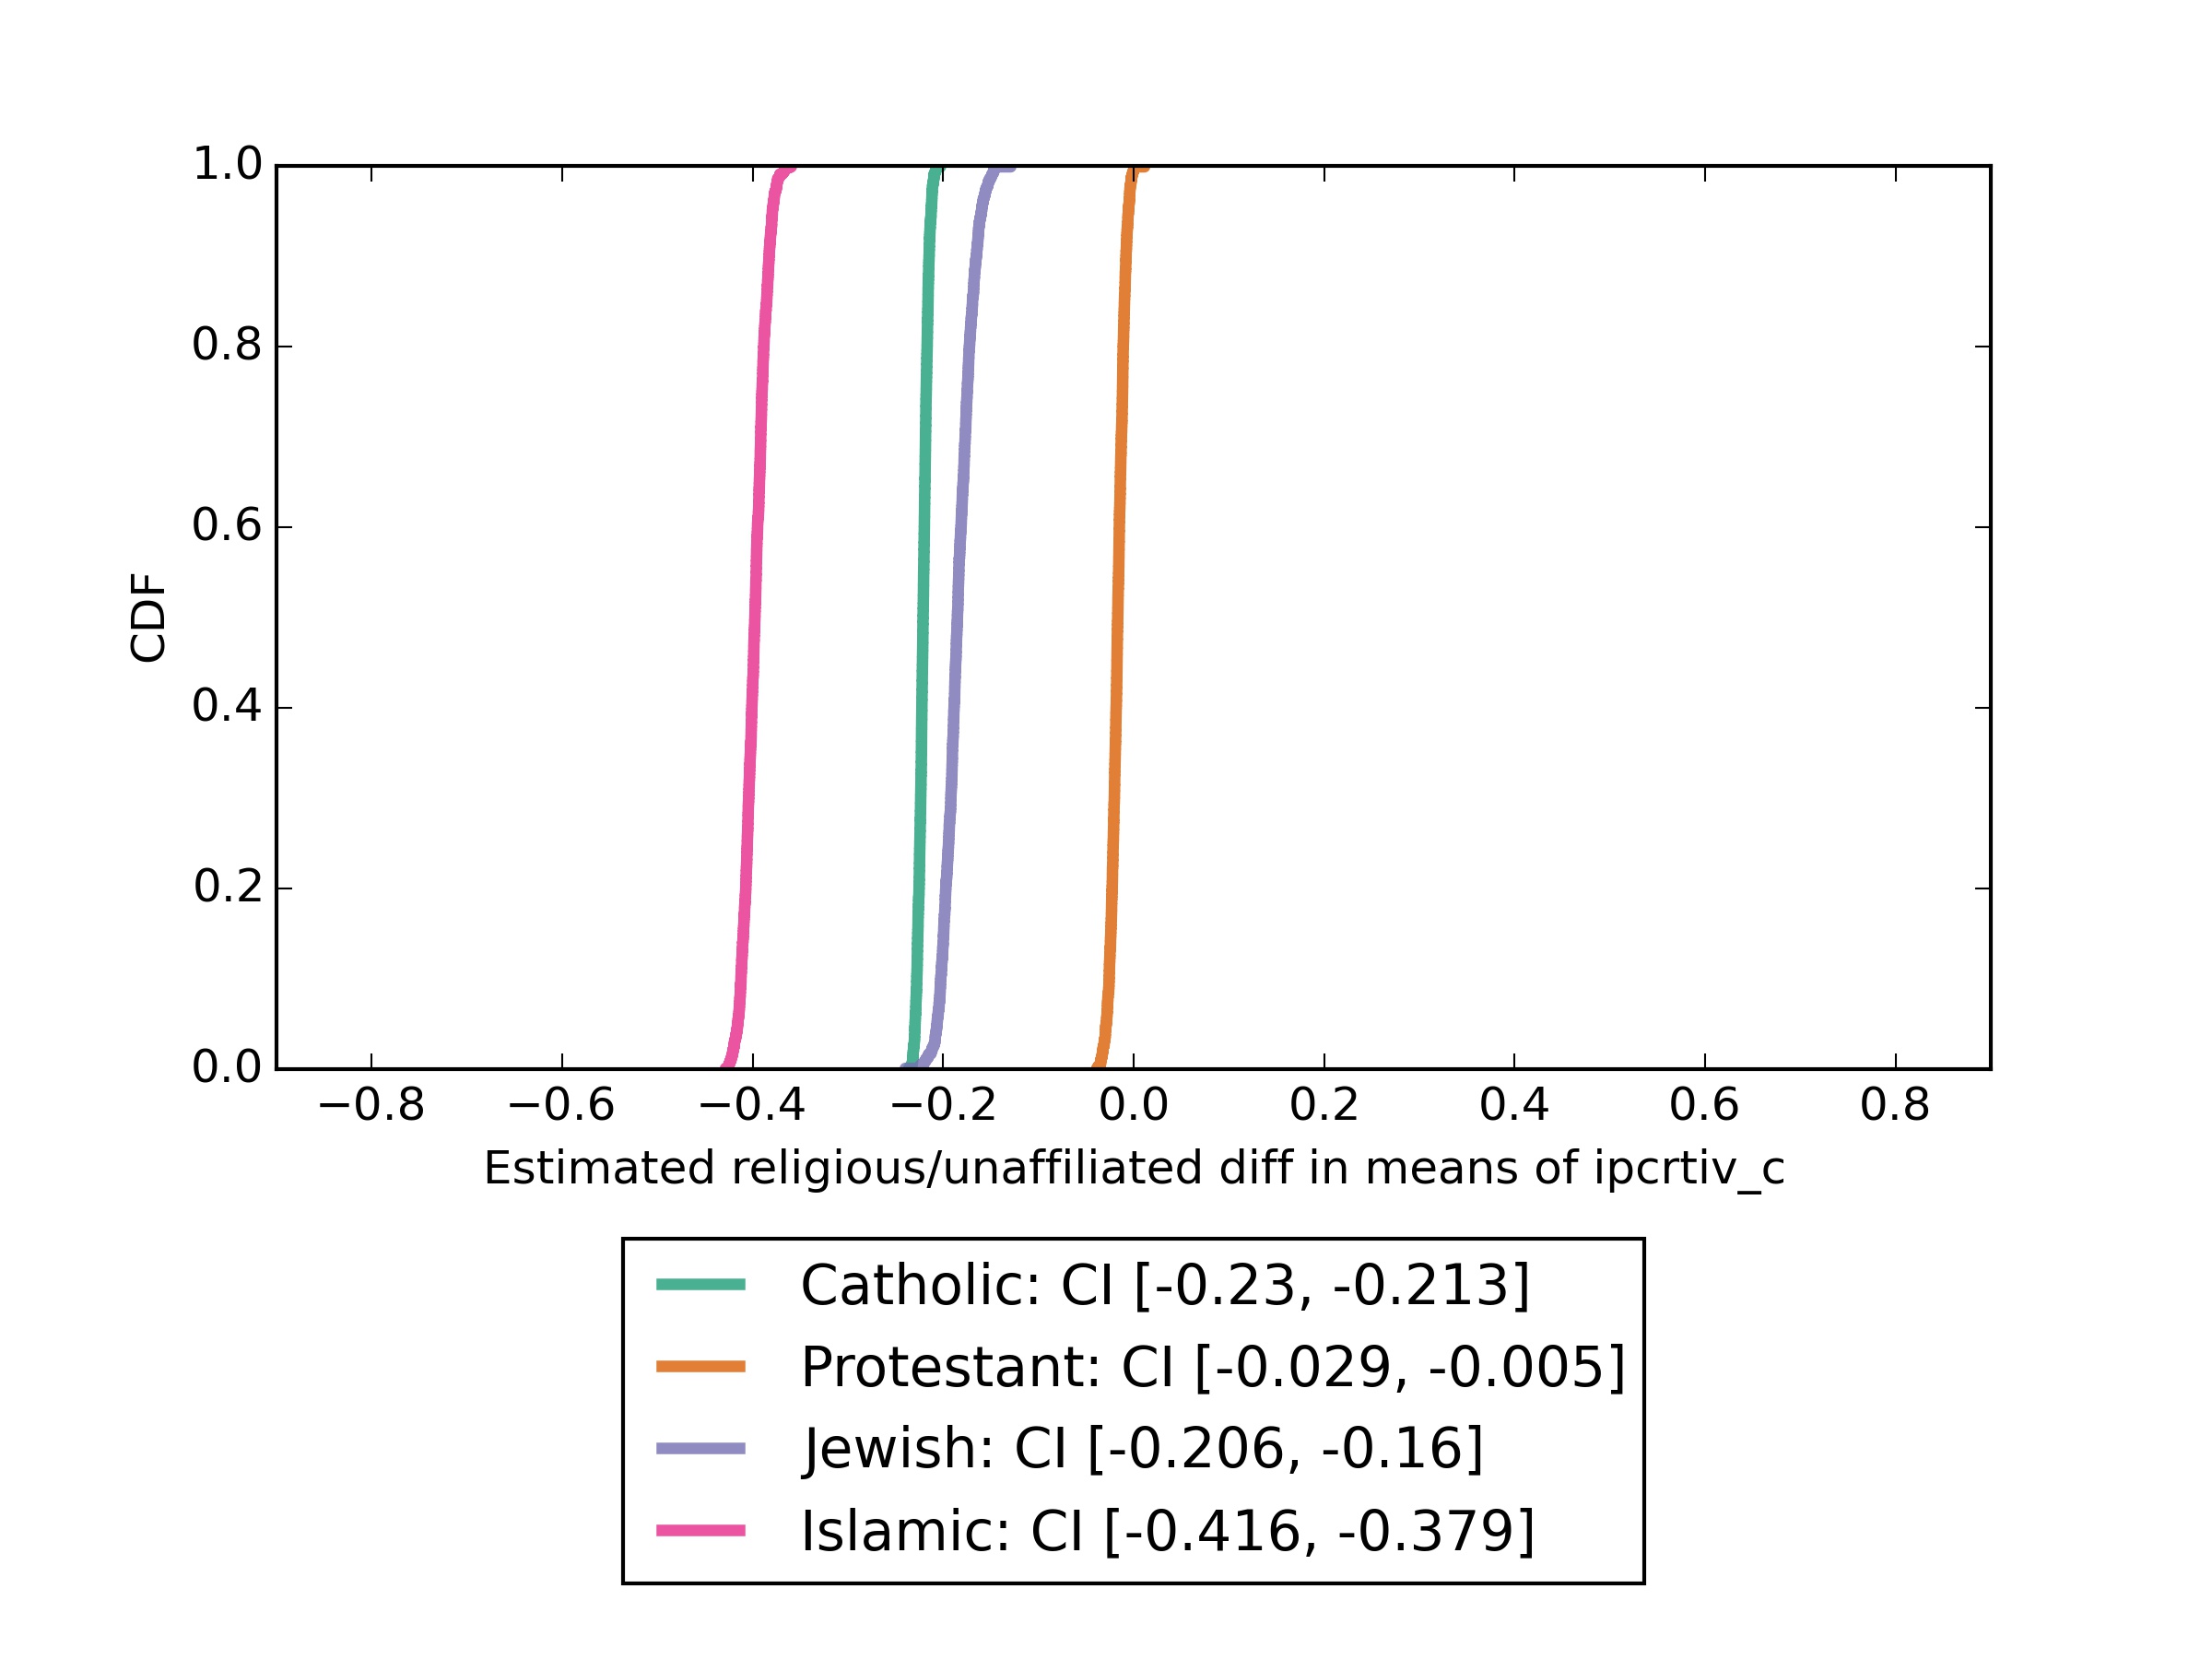 1.0
0.8
0.6
0.4
0.2
0.0
CDF
−0.8 −0.6 −0.4 −0.2 0.0 0.2 0.4 0.6 0.8
Estimated religious/unaffiliated diff in means of ipcrtiv_c
Catholic: CI [-0.23, -0.213]
Protestant: CI [-0.029, -0.005]
Jewish: CI [-0.206, -0.16]
Islamic: CI [-0.416, -0.379]